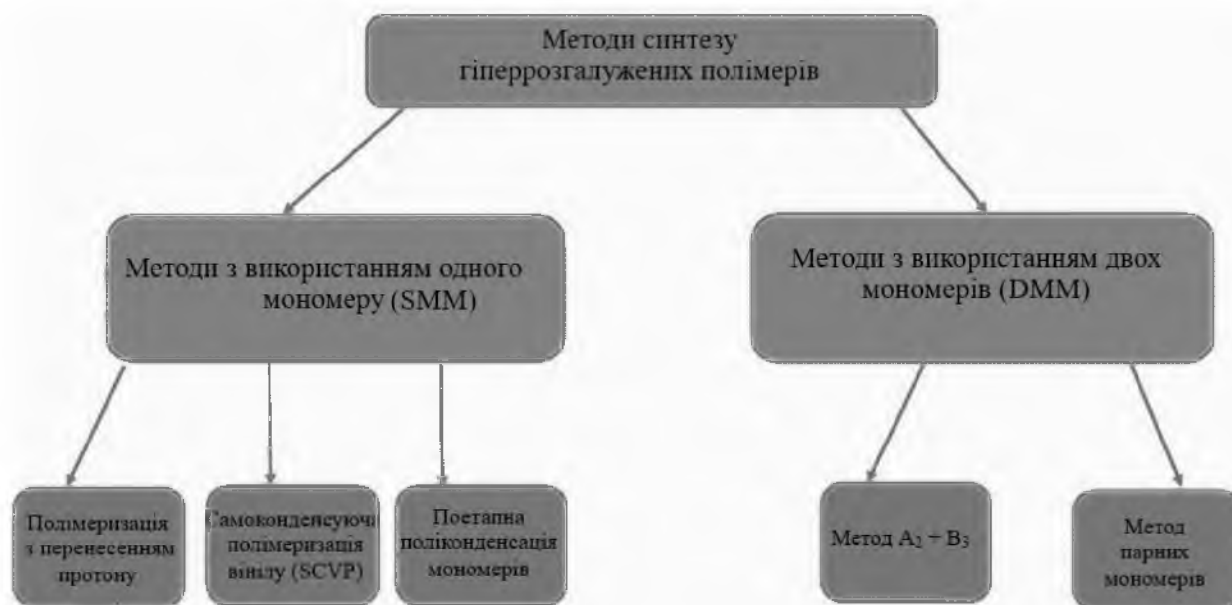 Методи синтезу
гіперрозгалужених полімерів
Методи з використанням одного
мономеру (SMM)
Методи з використанням двох
мономерів (DMM)
Полімеризація
з перенесенням
протону
Самоконденсуюча
полімеризація
вінілу (SCVP)
Поетапна
поліконденсація
мономерів
Метод A₂ + B₃
Метод
парних
мономерів